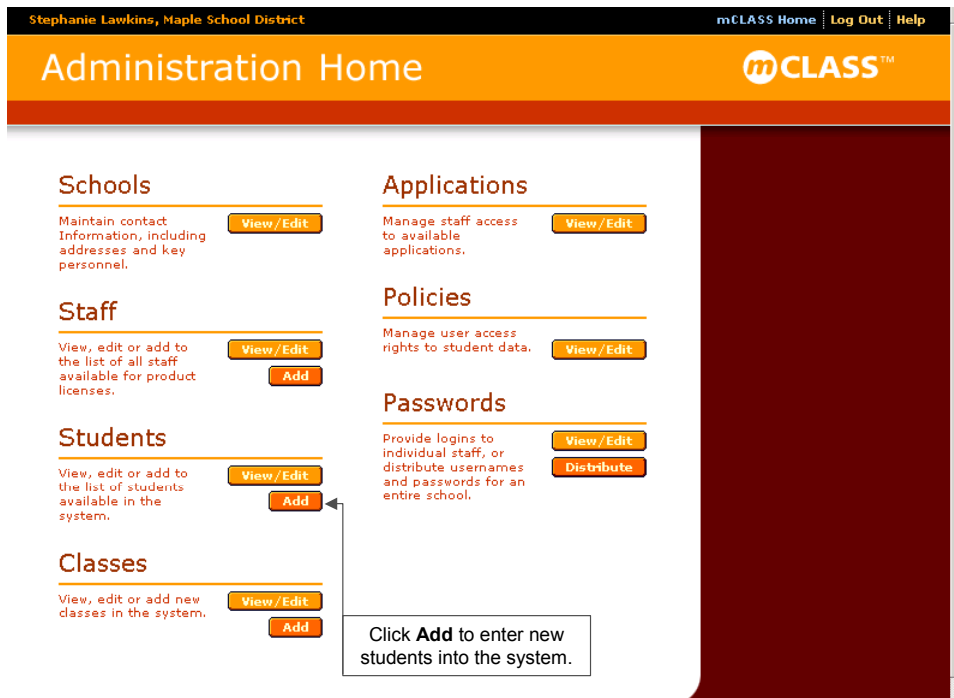 Stephanie Lawkins, Maple School District
mCLASS Home Log Out Help
Administration Home
mCLASS™
Schools
Maintain contact
Information, including
addresses and key
personnel.
View/Edit
Staff
View, edit or add to
the list of all staff
available for product
licenses.
View/Edit
Add
Students
View, edit or add to
the list of students
available in the
system.
View/Edit
Add
Classes
View, edit or add new
classes in the system.
View/Edit
Add
Applications
Manage staff access
to available
applications.
View/Edit
Policies
Manage user access
rights to student data.
View/Edit
Passwords
Provide logins to
individual staff, or
distribute usernames
and passwords for an
entire school.
View/Edit
Distribute
Click Add to enter new
students into the system.